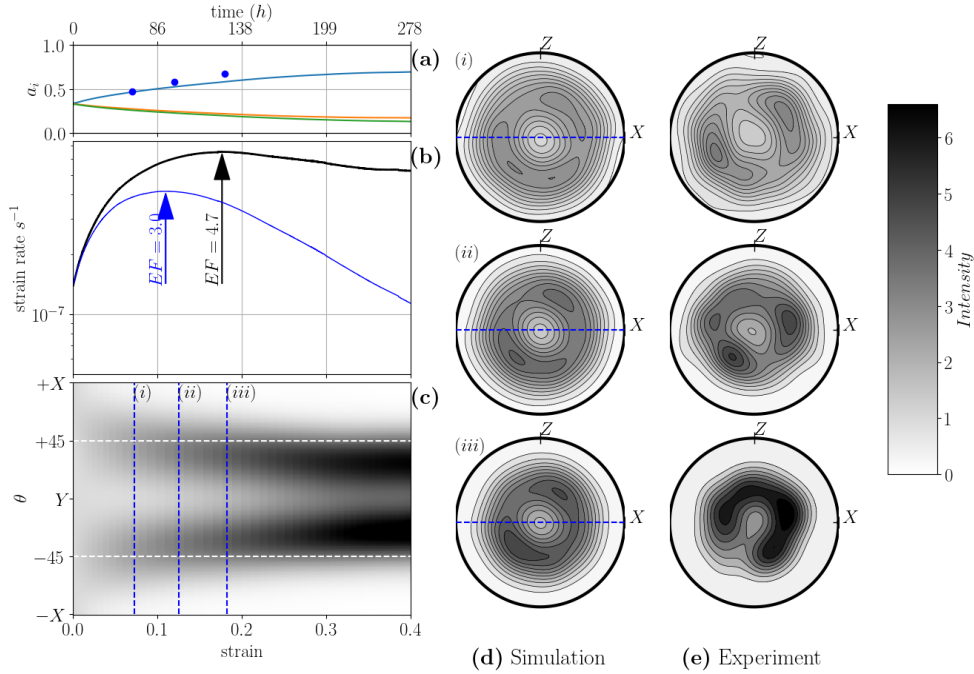 time (h)
0 86 138 199 278
1.0
0.5
0.0
a_i
(a)
(b)
strain rate s^{-1}
10^{-7}
EF = 3.0
EF = 4.7
(c)
+X
+45
θ Y
−45
−X
(i) (ii) (iii)
0.0 0.1 0.2 0.3 0.4
strain
(i) Z X Z X
(ii) Z X Z X
(iii) Z X Z X
(d) Simulation (e) Experiment
6
5
4
3
2
1
0
Intensity